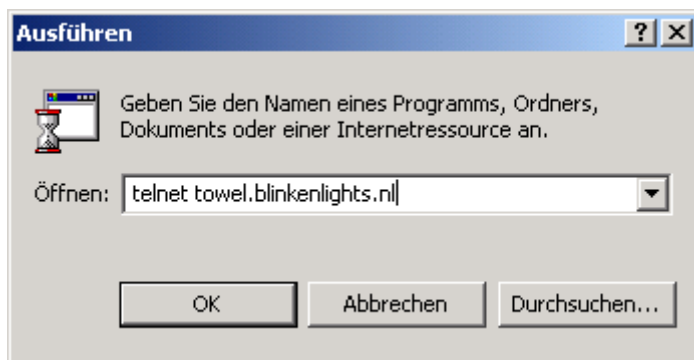 Ausführen
Geben Sie den Namen eines Programms, Ordners,
Dokuments oder einer Internetressource an.
Öffnen: telnet towel.blinkenlights.nl
OK Abbrechen Durchsuchen...